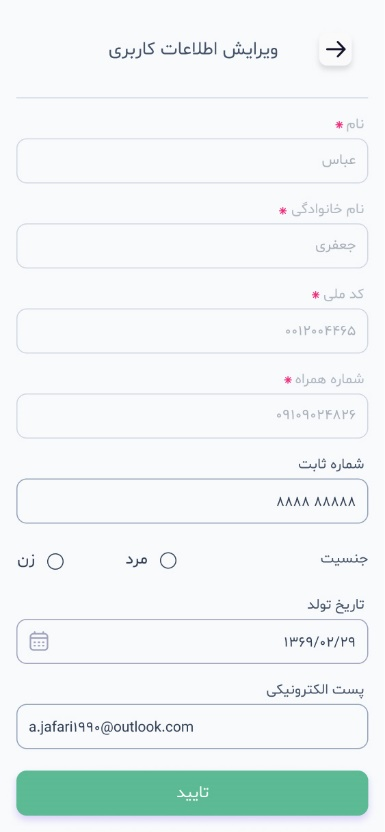 ویرایش اطلاعات کاربری
نام *
عباس
نام خانوادگی *
جعفری
کد ملی *
۰۰۱۲۰۰۴۴۶۵
شماره همراه *
۰۹۱۰۹۰۲۴۸۲۶
شماره ثابت
۸۸۸۸ ۸۸۸۸۸
جنسیت مرد زن
تاریخ تولد
۱۳۶۹/۰۲/۲۹
پست الکترونیکی
a.jafari۱۹۹۰@outlook.com
تایید